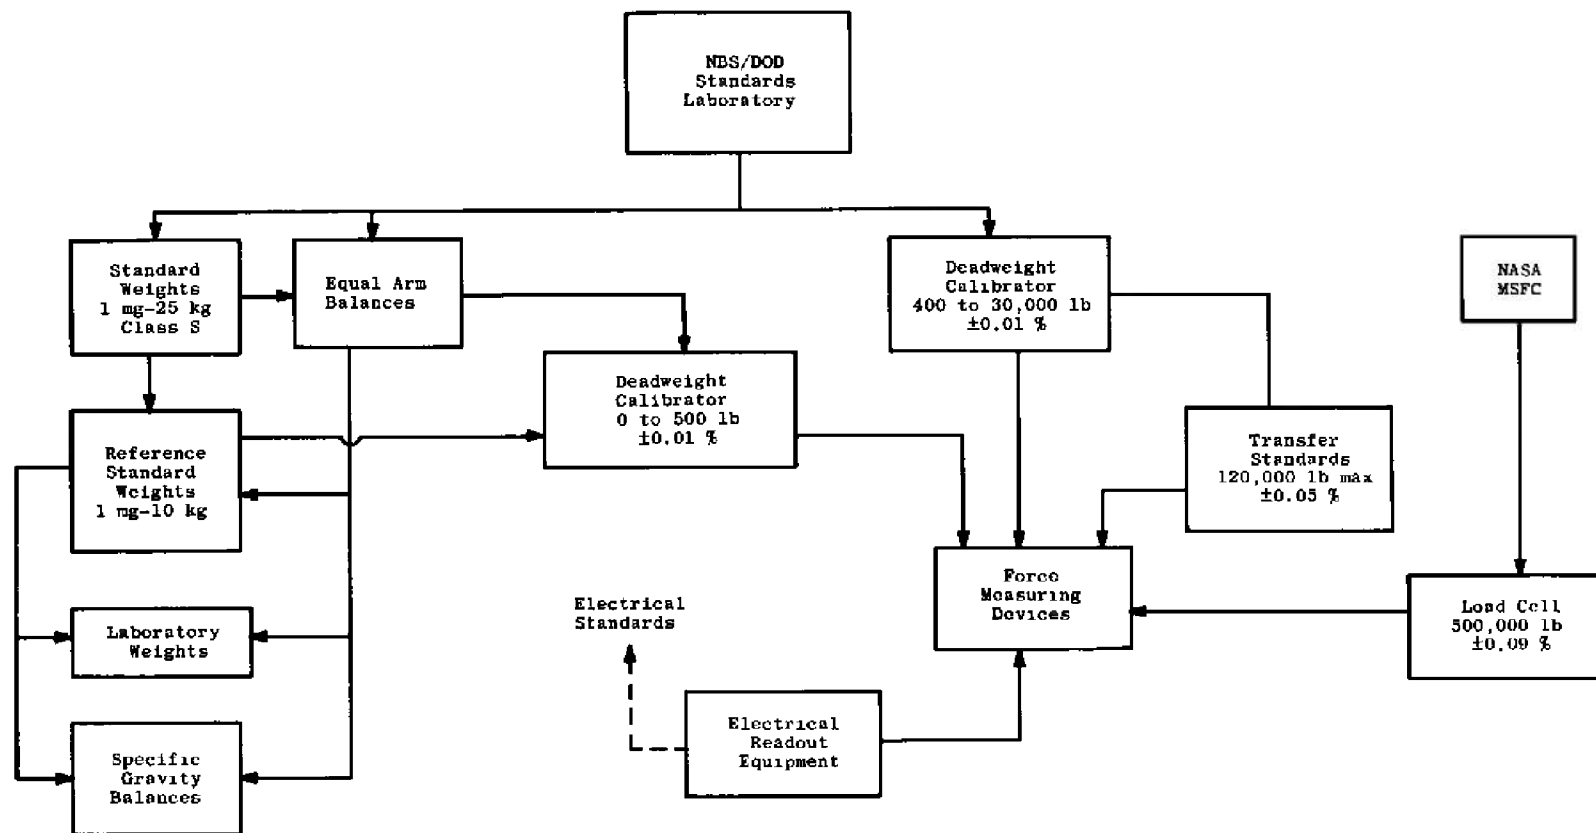 NBS/DOD
Standards
Laboratory
Standard
Weights
1 mg-25 kg
Class S
Equal Arm
Balances
Deadweight
Calibrator
400 to 30,000 lb
±0.01 %
NASA
MSFC
Deadweight
Calibrator
0 to 500 lb
±0.01 %
Reference
Standard
Weights
1 mg-10 kg
Transfer
Standards
120,000 lb max
±0.05 %
Force
Measuring
Devices
Load Cell
500,000 lb
±0.09 %
Electrical
Standards
Laboratory
Weights
Electrical
Readout
Equipment
Specific
Gravity
Balances